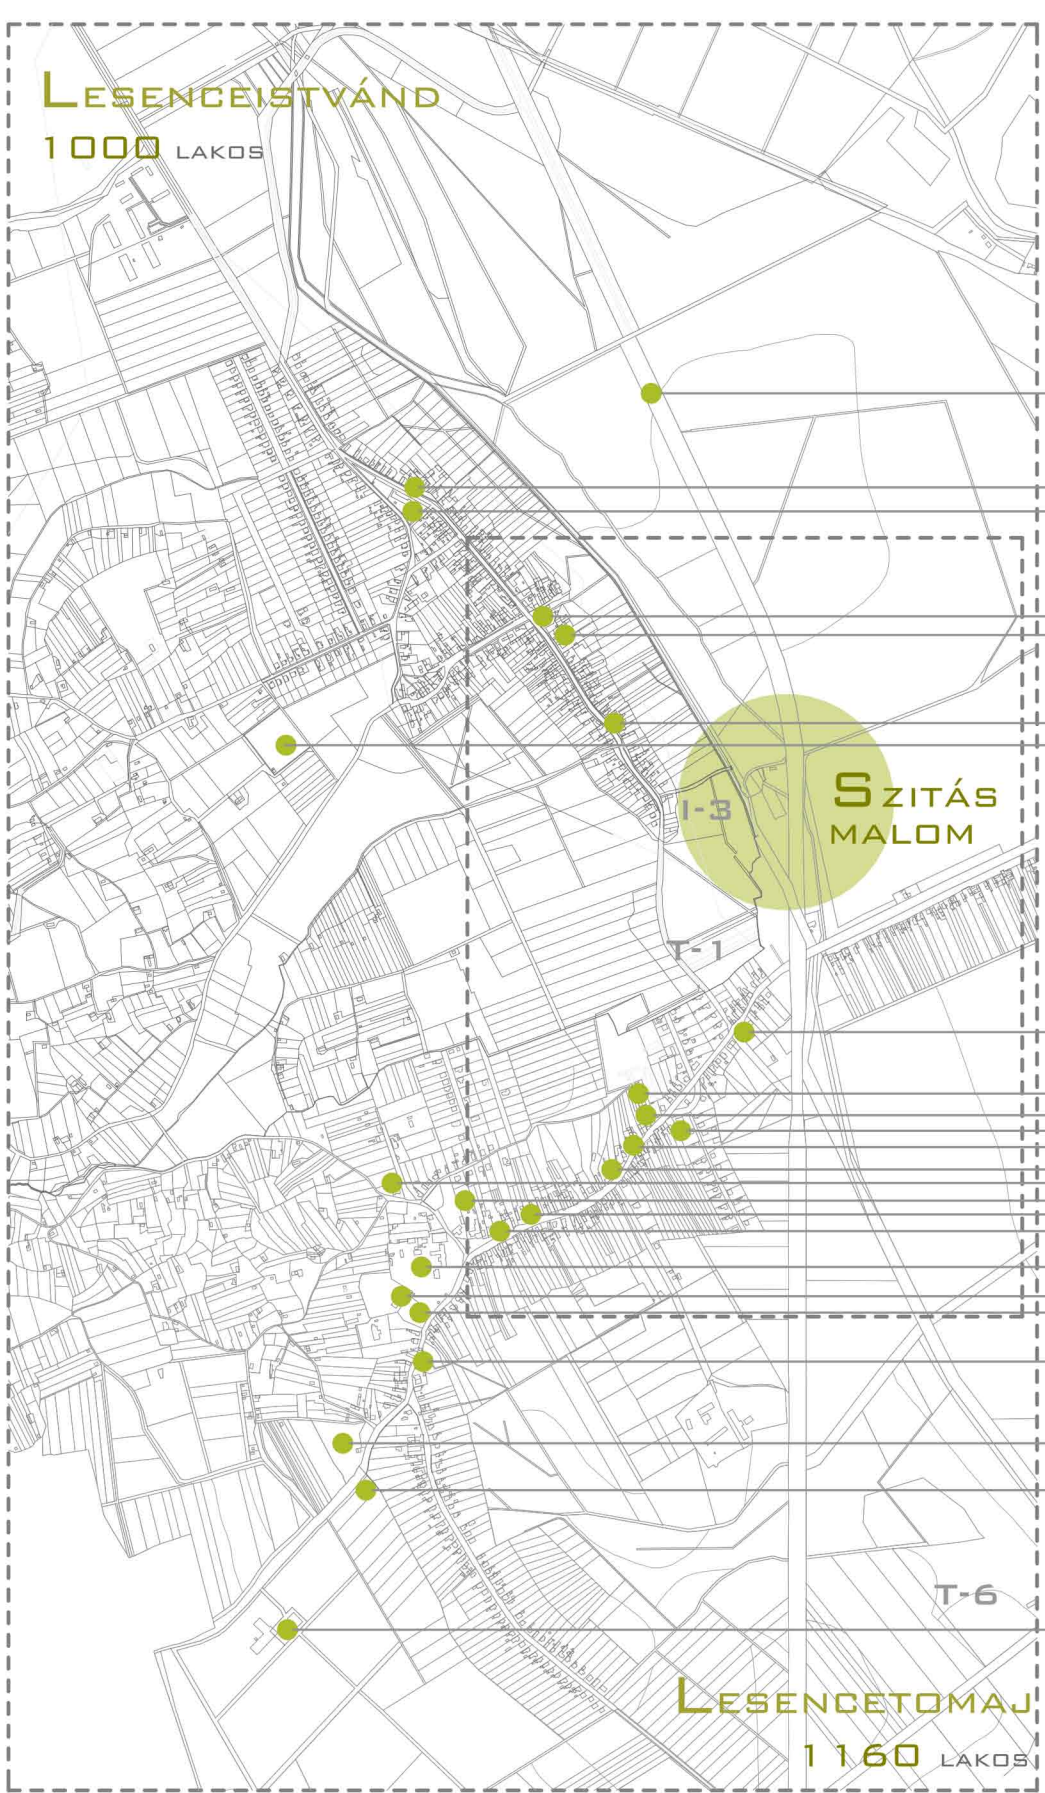 LESENCEISTVÁND
1000 LAKOS
SZITÁS
MALOM
I-3
T-1
T-6
LESENCETOMAJ
1160 LAKOS